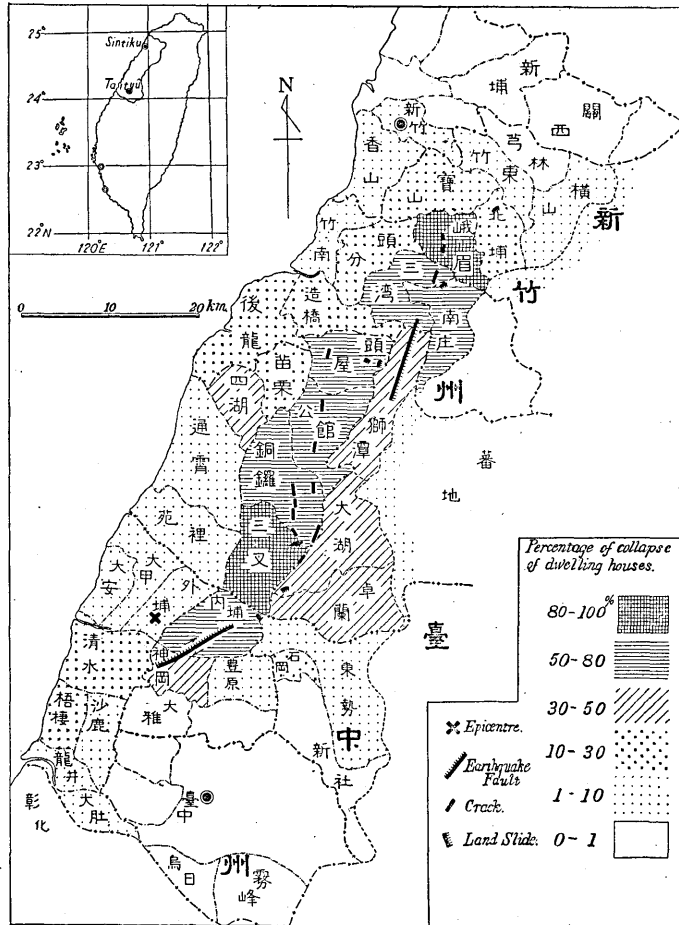 25°
Sintiku
Taityū
24°
23°
22°N
120°E
121°
122°
N
0 10 20 km.
新埔
關西
新竹
芎林
竹東
橫山
香山
寶山
北埔
峨眉
新竹州
竹南
頭分
三湾
南庄
後龍
造橋
頭屋
苗栗
四湖
公館
獅潭
通霄
銅鑼
大湖
蕃地
苑裡
三叉
卓蘭
大安
大甲
外埔
內埔
臺中州
清水
神岡
豊原
石岡
東勢
梧棲
沙鹿
大雅
新社
龍井
大肚
彰化
臺中
烏日
霧峰
Percentage of collapse
of dwelling houses.
80-100%
50-80
30-50
10-30
1-10
0-1
Epicentre.
Earthquake
Fault
Crack.
Land Slide.